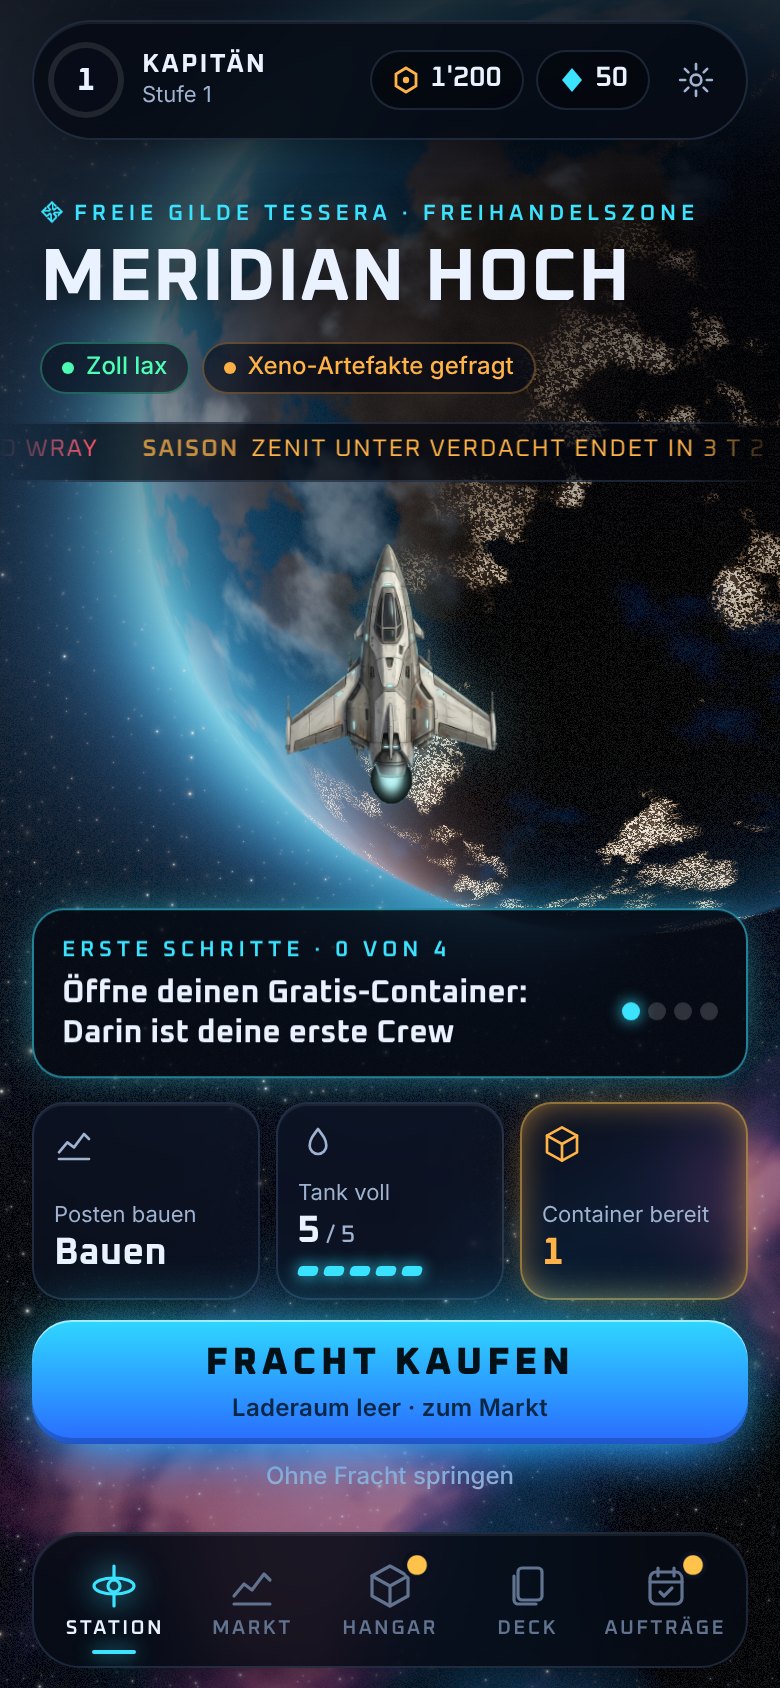 1
KAPITÄN
Stufe 1
1'200
50
FREIE GILDE TESSERA · FREIHANDELSZONE
MERIDIAN HOCH
Zoll lax
Xeno-Artefakte gefragt
WRAY SAISON ZENIT UNTER VERDACHT ENDET IN 3 T 2
ERSTE SCHRITTE · 0 VON 4
Öffne deinen Gratis-Container:
Darin ist deine erste Crew
Posten bauen
Bauen
Tank voll
5 / 5
Container bereit
1
FRACHT KAUFEN
Laderaum leer · zum Markt
Ohne Fracht springen
STATION
MARKT
HANGAR
DECK
AUFTRÄGE